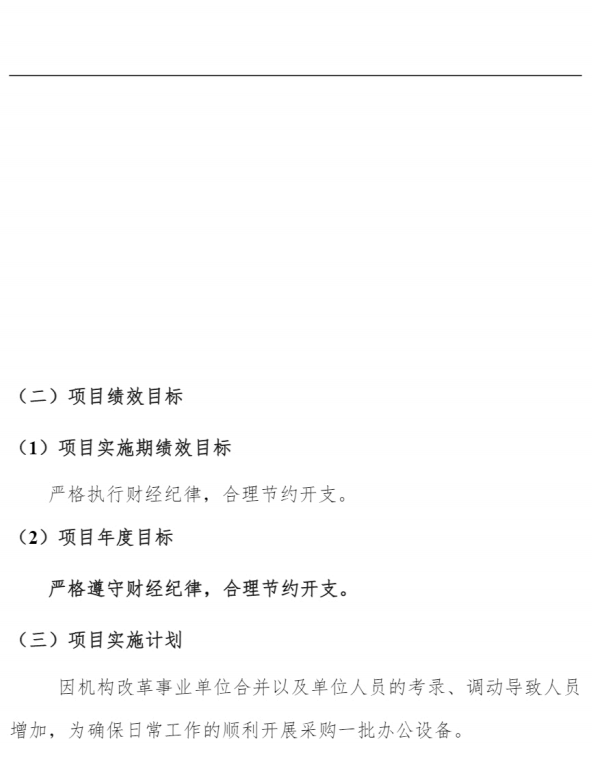 （二）项目绩效目标
（1）项目实施期绩效目标
严格执行财经纪律，合理节约开支。
（2）项目年度目标
严格遵守财经纪律，合理节约开支。
（三）项目实施计划
因机构改革事业单位合并以及单位人员的考录、调动导致人员
增加，为确保日常工作的顺利开展采购一批办公设备。